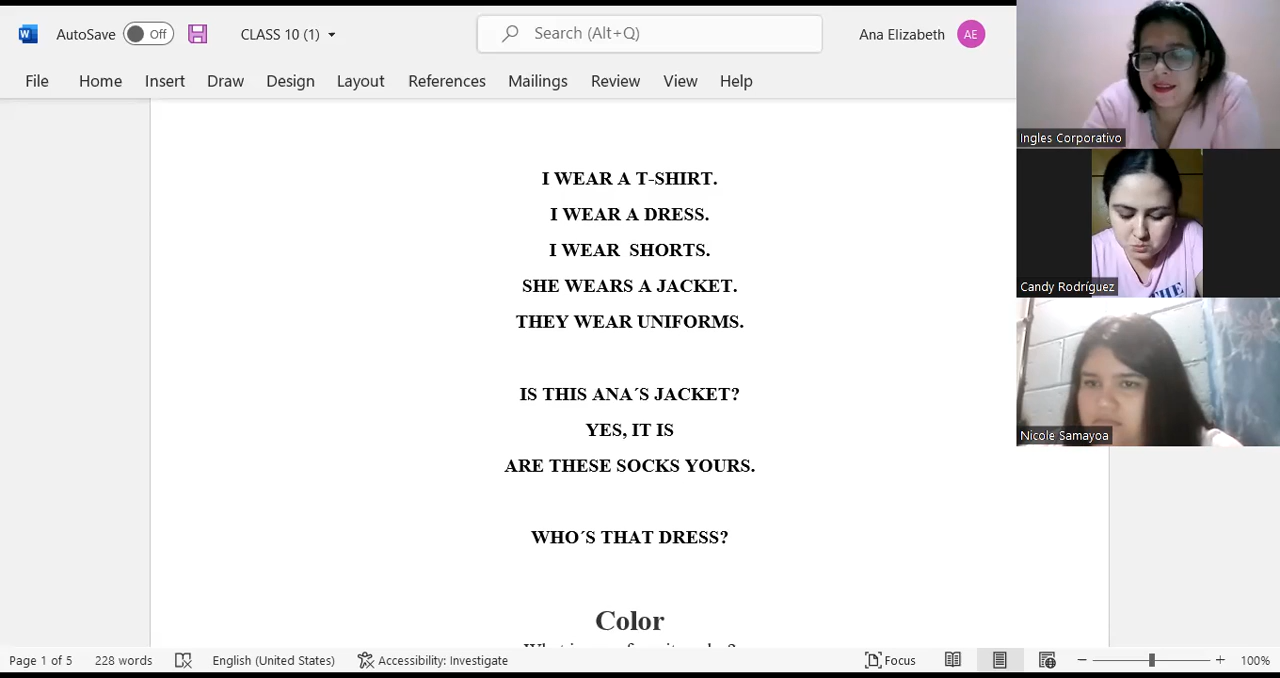 AutoSave Off CLASS 10 (1) Search (Alt+Q) Ana Elizabeth AE
File Home Insert Draw Design Layout References Mailings Review View Help
I WEAR A T-SHIRT.
I WEAR A DRESS.
I WEAR SHORTS.
SHE WEARS A JACKET.
THEY WEAR UNIFORMS.
IS THIS ANA´S JACKET?
YES, IT IS
ARE THESE SOCKS YOURS.
WHO´S THAT DRESS?
Color
Ingles Corporativo
Candy Rodríguez
THE
Nicole Samayoa
Page 1 of 5 228 words English (United States) Accessibility: Investigate Focus 100%